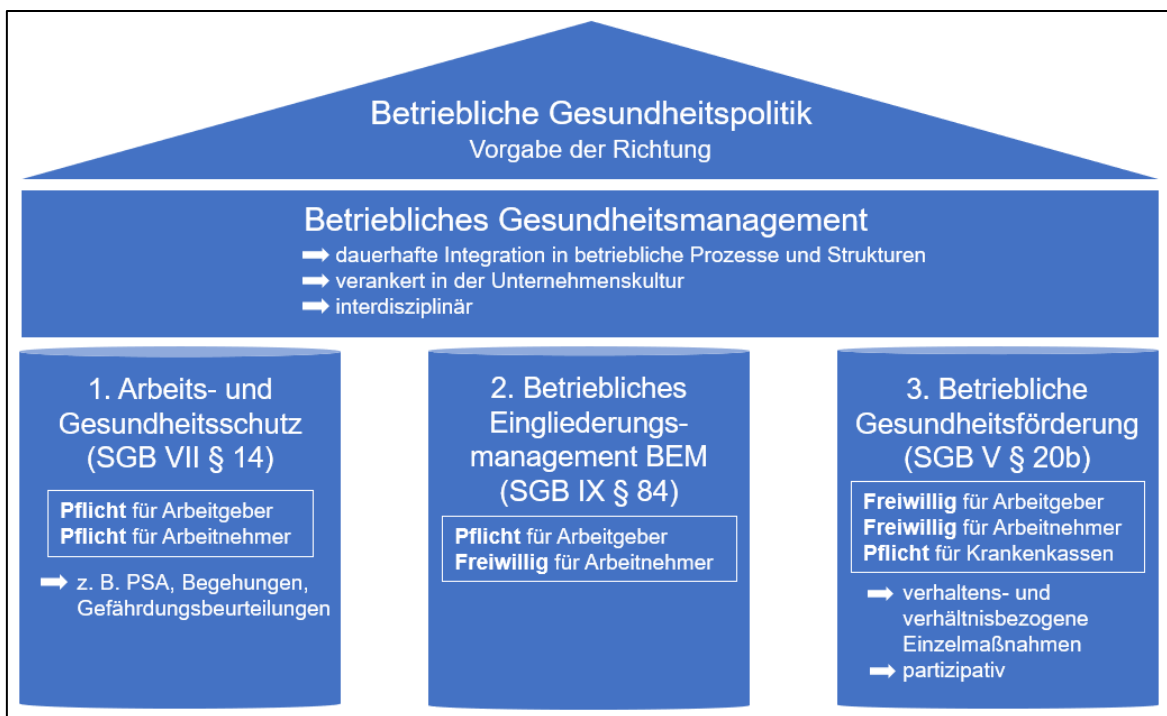 Betriebliche Gesundheitspolitik
Vorgabe der Richtung
Betriebliches Gesundheitsmanagement
➡ dauerhafte Integration in betriebliche Prozesse und Strukturen
➡ verankert in der Unternehmenskultur
➡ interdisziplinär
1. Arbeits- und
Gesundheitsschutz
(SGB VII § 14)
Pflicht für Arbeitgeber
Pflicht für Arbeitnehmer
➡ z. B. PSA, Begehungen,
Gefährdungsbeurteilungen
2. Betriebliches
Eingliederungs-
management BEM
(SGB IX § 84)
Pflicht für Arbeitgeber
Freiwillig für Arbeitnehmer
3. Betriebliche
Gesundheitsförderung
(SGB V § 20b)
Freiwillig für Arbeitgeber
Freiwillig für Arbeitnehmer
Pflicht für Krankenkassen
➡ verhaltens- und
verhältnisbezogene
Einzelmaßnahmen
➡ partizipativ